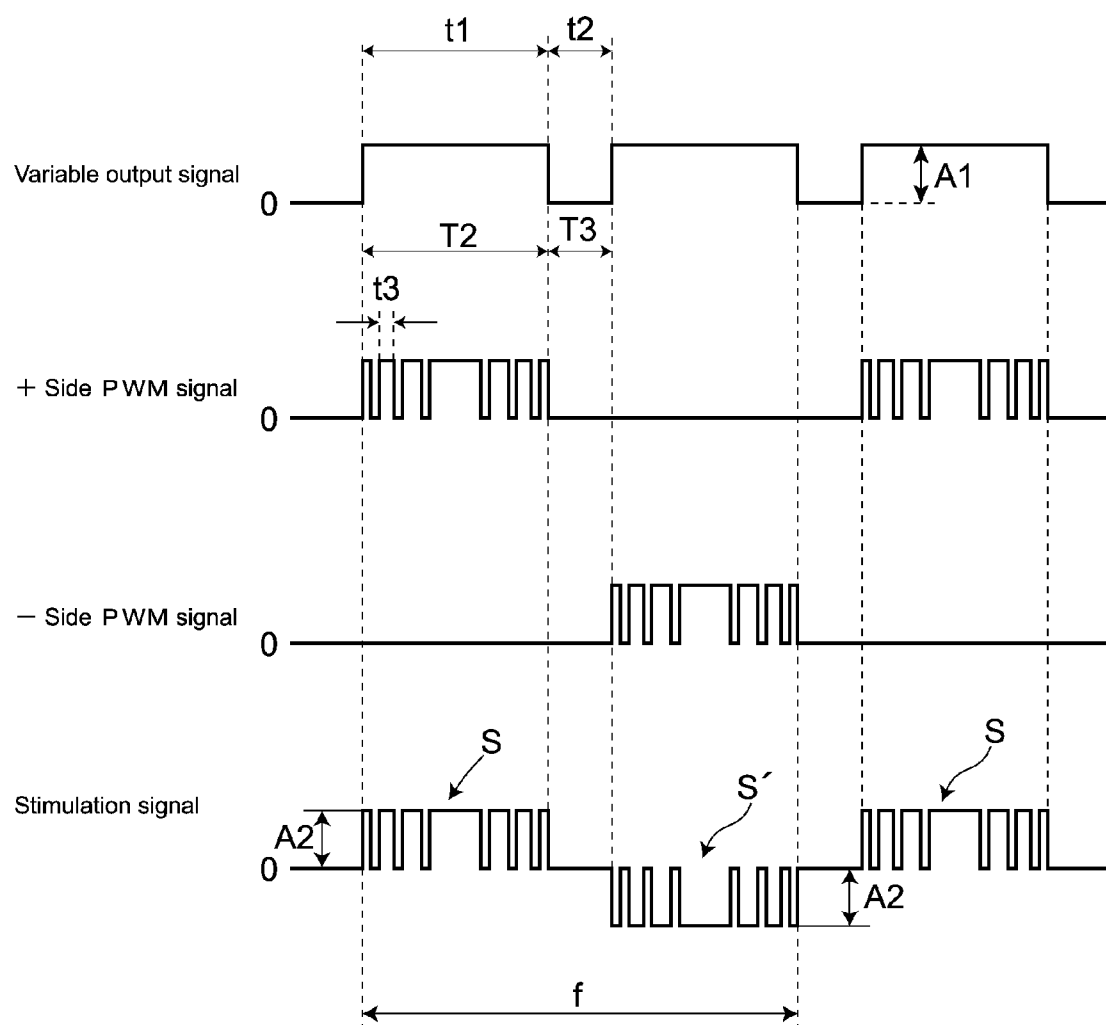 t1 t2
Variable output signal
0
A1
T2 T3
t3
+ Side PWM signal
0
− Side PWM signal
0
S S
S´
Stimulation signal
A2
0
A2
f